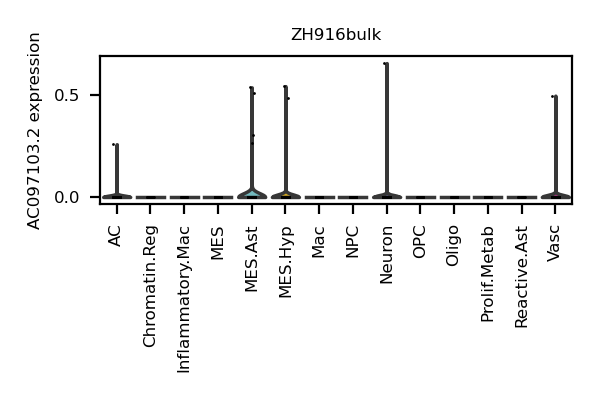 ZH916bulk
AC097103.2 expression
0.5
0.0
AC
Chromatin.Reg
Inflammatory.Mac
MES
MES.Ast
MES.Hyp
Mac
NPC
Neuron
OPC
Oligo
Prolif.Metab
Reactive.Ast
Vasc